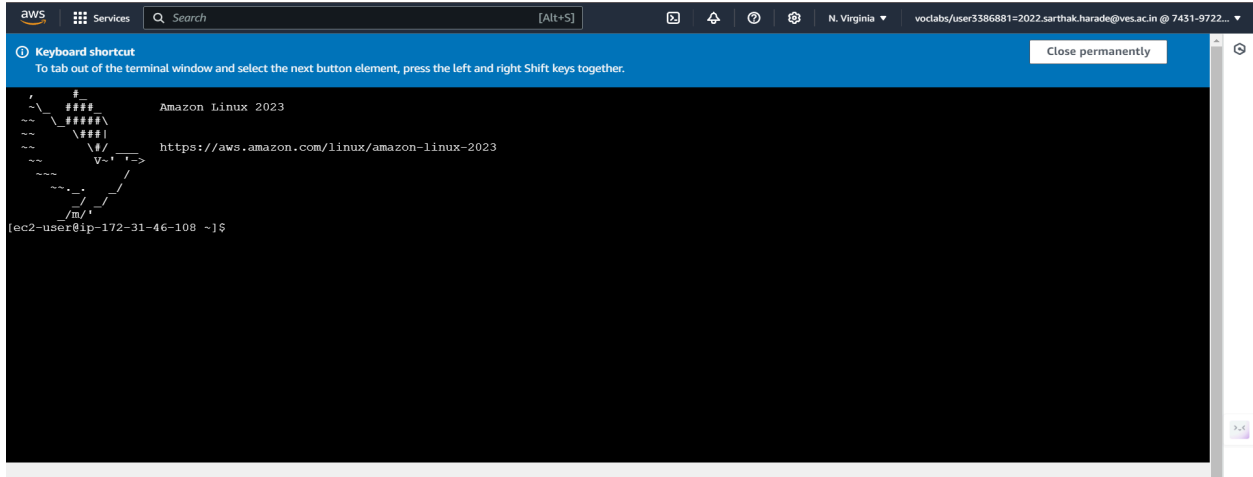 aws Services Search [Alt+S] N. Virginia ▼ voclabs/user3386881=2022.sarthak.harade@ves.ac.in @ 7431-9722... ▼
Keyboard shortcut
Close permanently
To tab out of the terminal window and select the next button element, press the left and right Shift keys together.
   ,     #_
   ~\_  ####_        Amazon Linux 2023
  ~~  \_#####\
  ~~     \###|
  ~~       \#/ ___   https://aws.amazon.com/linux/amazon-linux-2023
   ~~       V~' '->
    ~~~         /
      ~~._.   _/
         _/ _/
       _/m/'
[ec2-user@ip-172-31-46-108 ~]$